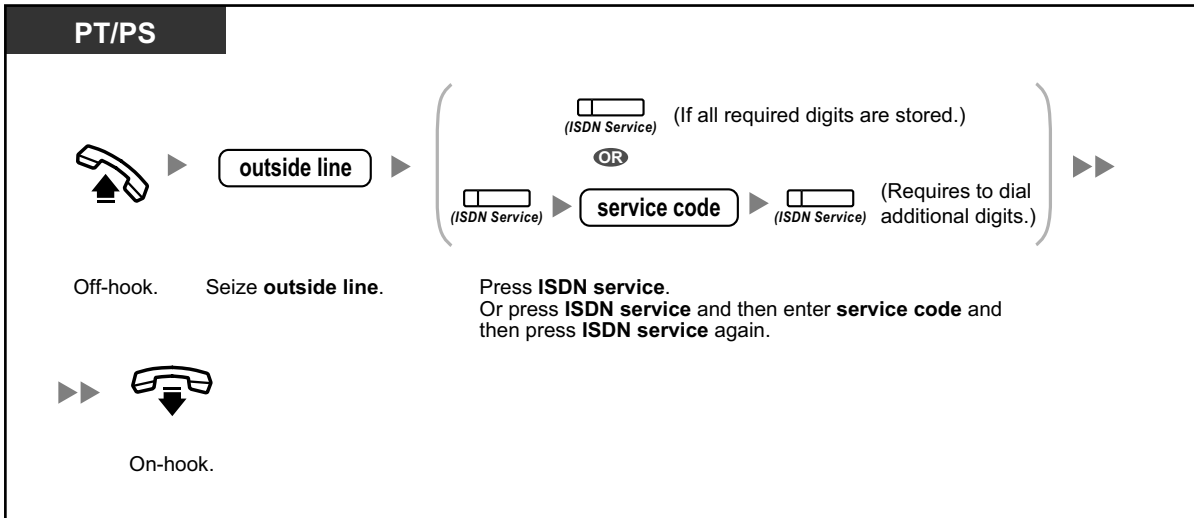 PT/PS
(ISDN Service) (If all required digits are stored.)
OR
outside line
(ISDN Service) service code (ISDN Service) (Requires to dial
additional digits.)
Off-hook.
Seize outside line.
Press ISDN service.
Or press ISDN service and then enter service code and
then press ISDN service again.
On-hook.